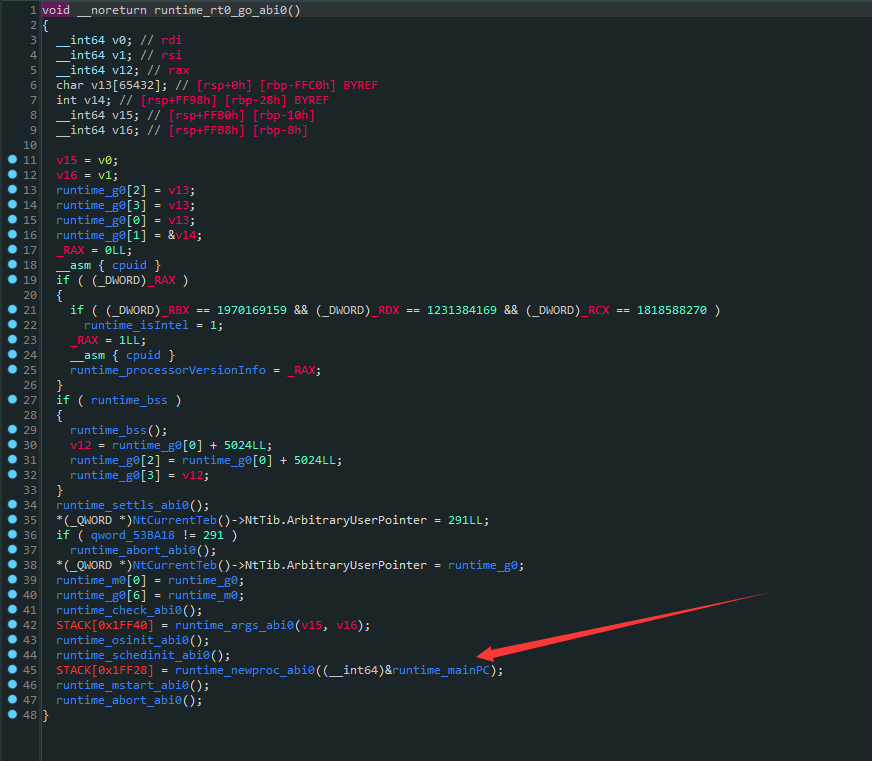 1 void __noreturn runtime_rt0_go_abi0()
2 {
3   __int64 v0; // rdi
4   __int64 v1; // rsi
5   __int64 v12; // rax
6   char v13[65432]; // [rsp+0h] [rbp-FFC0h] BYREF
7   int v14; // [rsp+FF98h] [rbp-28h] BYREF
8   __int64 v15; // [rsp+FFB0h] [rbp-10h]
9   __int64 v16; // [rsp+FFB8h] [rbp-8h]
10
11   v15 = v0;
12   v16 = v1;
13   runtime_g0[2] = v13;
14   runtime_g0[3] = v13;
15   runtime_g0[0] = v13;
16   runtime_g0[1] = &v14;
17   _RAX = 0LL;
18   __asm { cpuid }
19   if ( (_DWORD)_RAX )
20   {
21     if ( (_DWORD)_RBX == 1970169159 && (_DWORD)_RDX == 1231384169 && (_DWORD)_RCX == 1818588270 )
22       runtime_isIntel = 1;
23     _RAX = 1LL;
24     __asm { cpuid }
25     runtime_processorVersionInfo = _RAX;
26   }
27   if ( runtime_bss )
28   {
29     runtime_bss();
30     v12 = runtime_g0[0] + 5024LL;
31     runtime_g0[2] = runtime_g0[0] + 5024LL;
32     runtime_g0[3] = v12;
33   }
34   runtime_settls_abi0();
35   *(_QWORD *)NtCurrentTeb()->NtTib.ArbitraryUserPointer = 291LL;
36   if ( qword_53BA18 != 291 )
37     runtime_abort_abi0();
38   *(_QWORD *)NtCurrentTeb()->NtTib.ArbitraryUserPointer = runtime_g0;
39   runtime_m0[0] = runtime_g0;
40   runtime_g0[6] = runtime_m0;
41   runtime_check_abi0();
42   STACK[0x1FF40] = runtime_args_abi0(v15, v16);
43   runtime_osinit_abi0();
44   runtime_schedinit_abi0();
45   STACK[0x1FF28] = runtime_newproc_abi0((__int64)&runtime_mainPC);
46   runtime_mstart_abi0();
47   runtime_abort_abi0();
48 }